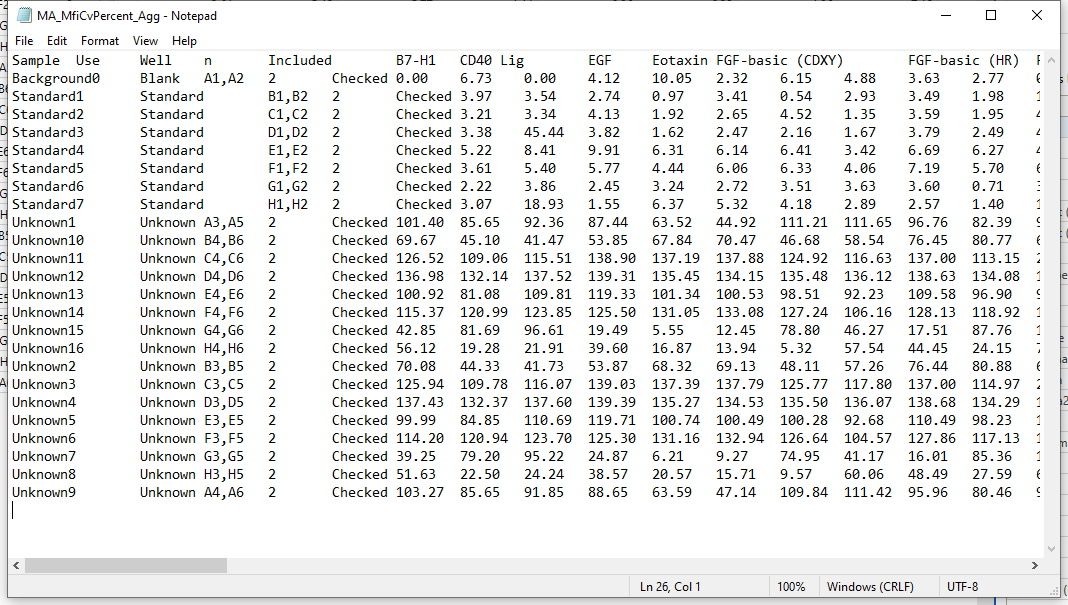 MA_MfiCvPercent_Agg - Notepad
File Edit Format View Help
Sample Use Well n Included B7-H1 CD40 Lig EGF Eotaxin FGF-basic (CDXY) FGF-basic (HR)
Background0 Blank A1,A2 2 Checked 0.00 6.73 0.00 4.12 10.05 2.32 6.15 4.88 3.63 2.77
Standard1 Standard B1,B2 2 Checked 3.97 3.54 2.74 0.97 3.41 0.54 2.93 3.49 1.98
Standard2 Standard C1,C2 2 Checked 3.21 3.34 4.13 1.92 2.65 4.52 1.35 3.59 1.95
Standard3 Standard D1,D2 2 Checked 3.38 45.44 3.82 1.62 2.47 2.16 1.67 3.79 2.49
Standard4 Standard E1,E2 2 Checked 5.22 8.41 9.91 6.31 6.14 6.41 3.42 6.69 6.27
Standard5 Standard F1,F2 2 Checked 3.61 5.40 5.77 4.44 6.06 6.33 4.06 7.19 5.70
Standard6 Standard G1,G2 2 Checked 2.22 3.86 2.45 3.24 2.72 3.51 3.63 3.60 0.71
Standard7 Standard H1,H2 2 Checked 3.07 18.93 1.55 6.37 5.32 4.18 2.89 2.57 1.40
Unknown1 Unknown A3,A5 2 Checked 101.40 85.65 92.36 87.44 63.52 44.92 111.21 111.65 96.76 82.39
Unknown10 Unknown B4,B6 2 Checked 69.67 45.10 41.47 53.85 67.84 70.47 46.68 58.54 76.45 80.77
Unknown11 Unknown C4,C6 2 Checked 126.52 109.06 115.51 138.90 137.19 137.88 124.92 116.63 137.00 113.15
Unknown12 Unknown D4,D6 2 Checked 136.98 132.14 137.52 139.31 135.45 134.15 135.48 136.12 138.63 134.08
Unknown13 Unknown E4,E6 2 Checked 100.92 81.08 109.81 119.33 101.34 100.53 98.51 92.23 109.58 96.90
Unknown14 Unknown F4,F6 2 Checked 115.37 120.99 123.85 125.50 131.05 133.08 127.24 106.16 128.13 118.92
Unknown15 Unknown G4,G6 2 Checked 42.85 81.69 96.61 19.49 5.55 12.45 78.80 46.27 17.51 87.76
Unknown16 Unknown H4,H6 2 Checked 56.12 19.28 21.91 39.60 16.87 13.94 5.32 57.54 44.45 24.15
Unknown2 Unknown B3,B5 2 Checked 70.08 44.33 41.73 53.87 68.32 69.13 48.11 57.26 76.44 80.88
Unknown3 Unknown C3,C5 2 Checked 125.94 109.78 116.07 139.03 137.39 137.79 125.77 117.80 137.00 114.97
Unknown4 Unknown D3,D5 2 Checked 137.43 132.37 137.60 139.39 135.27 134.53 135.50 136.07 138.68 134.29
Unknown5 Unknown E3,E5 2 Checked 99.99 84.85 110.69 119.71 100.74 100.49 100.28 92.68 110.49 98.23
Unknown6 Unknown F3,F5 2 Checked 114.20 120.94 123.70 125.30 131.16 132.94 126.64 104.57 127.86 117.13
Unknown7 Unknown G3,G5 2 Checked 39.25 79.20 95.22 24.87 6.21 9.27 74.95 41.17 16.01 85.36
Unknown8 Unknown H3,H5 2 Checked 51.63 22.50 24.24 38.57 20.57 15.71 9.57 60.06 48.49 27.59
Unknown9 Unknown A4,A6 2 Checked 103.27 85.65 91.85 88.65 63.59 47.14 109.84 111.42 95.96 80.46
Ln 26, Col 1 100% Windows (CRLF) UTF-8